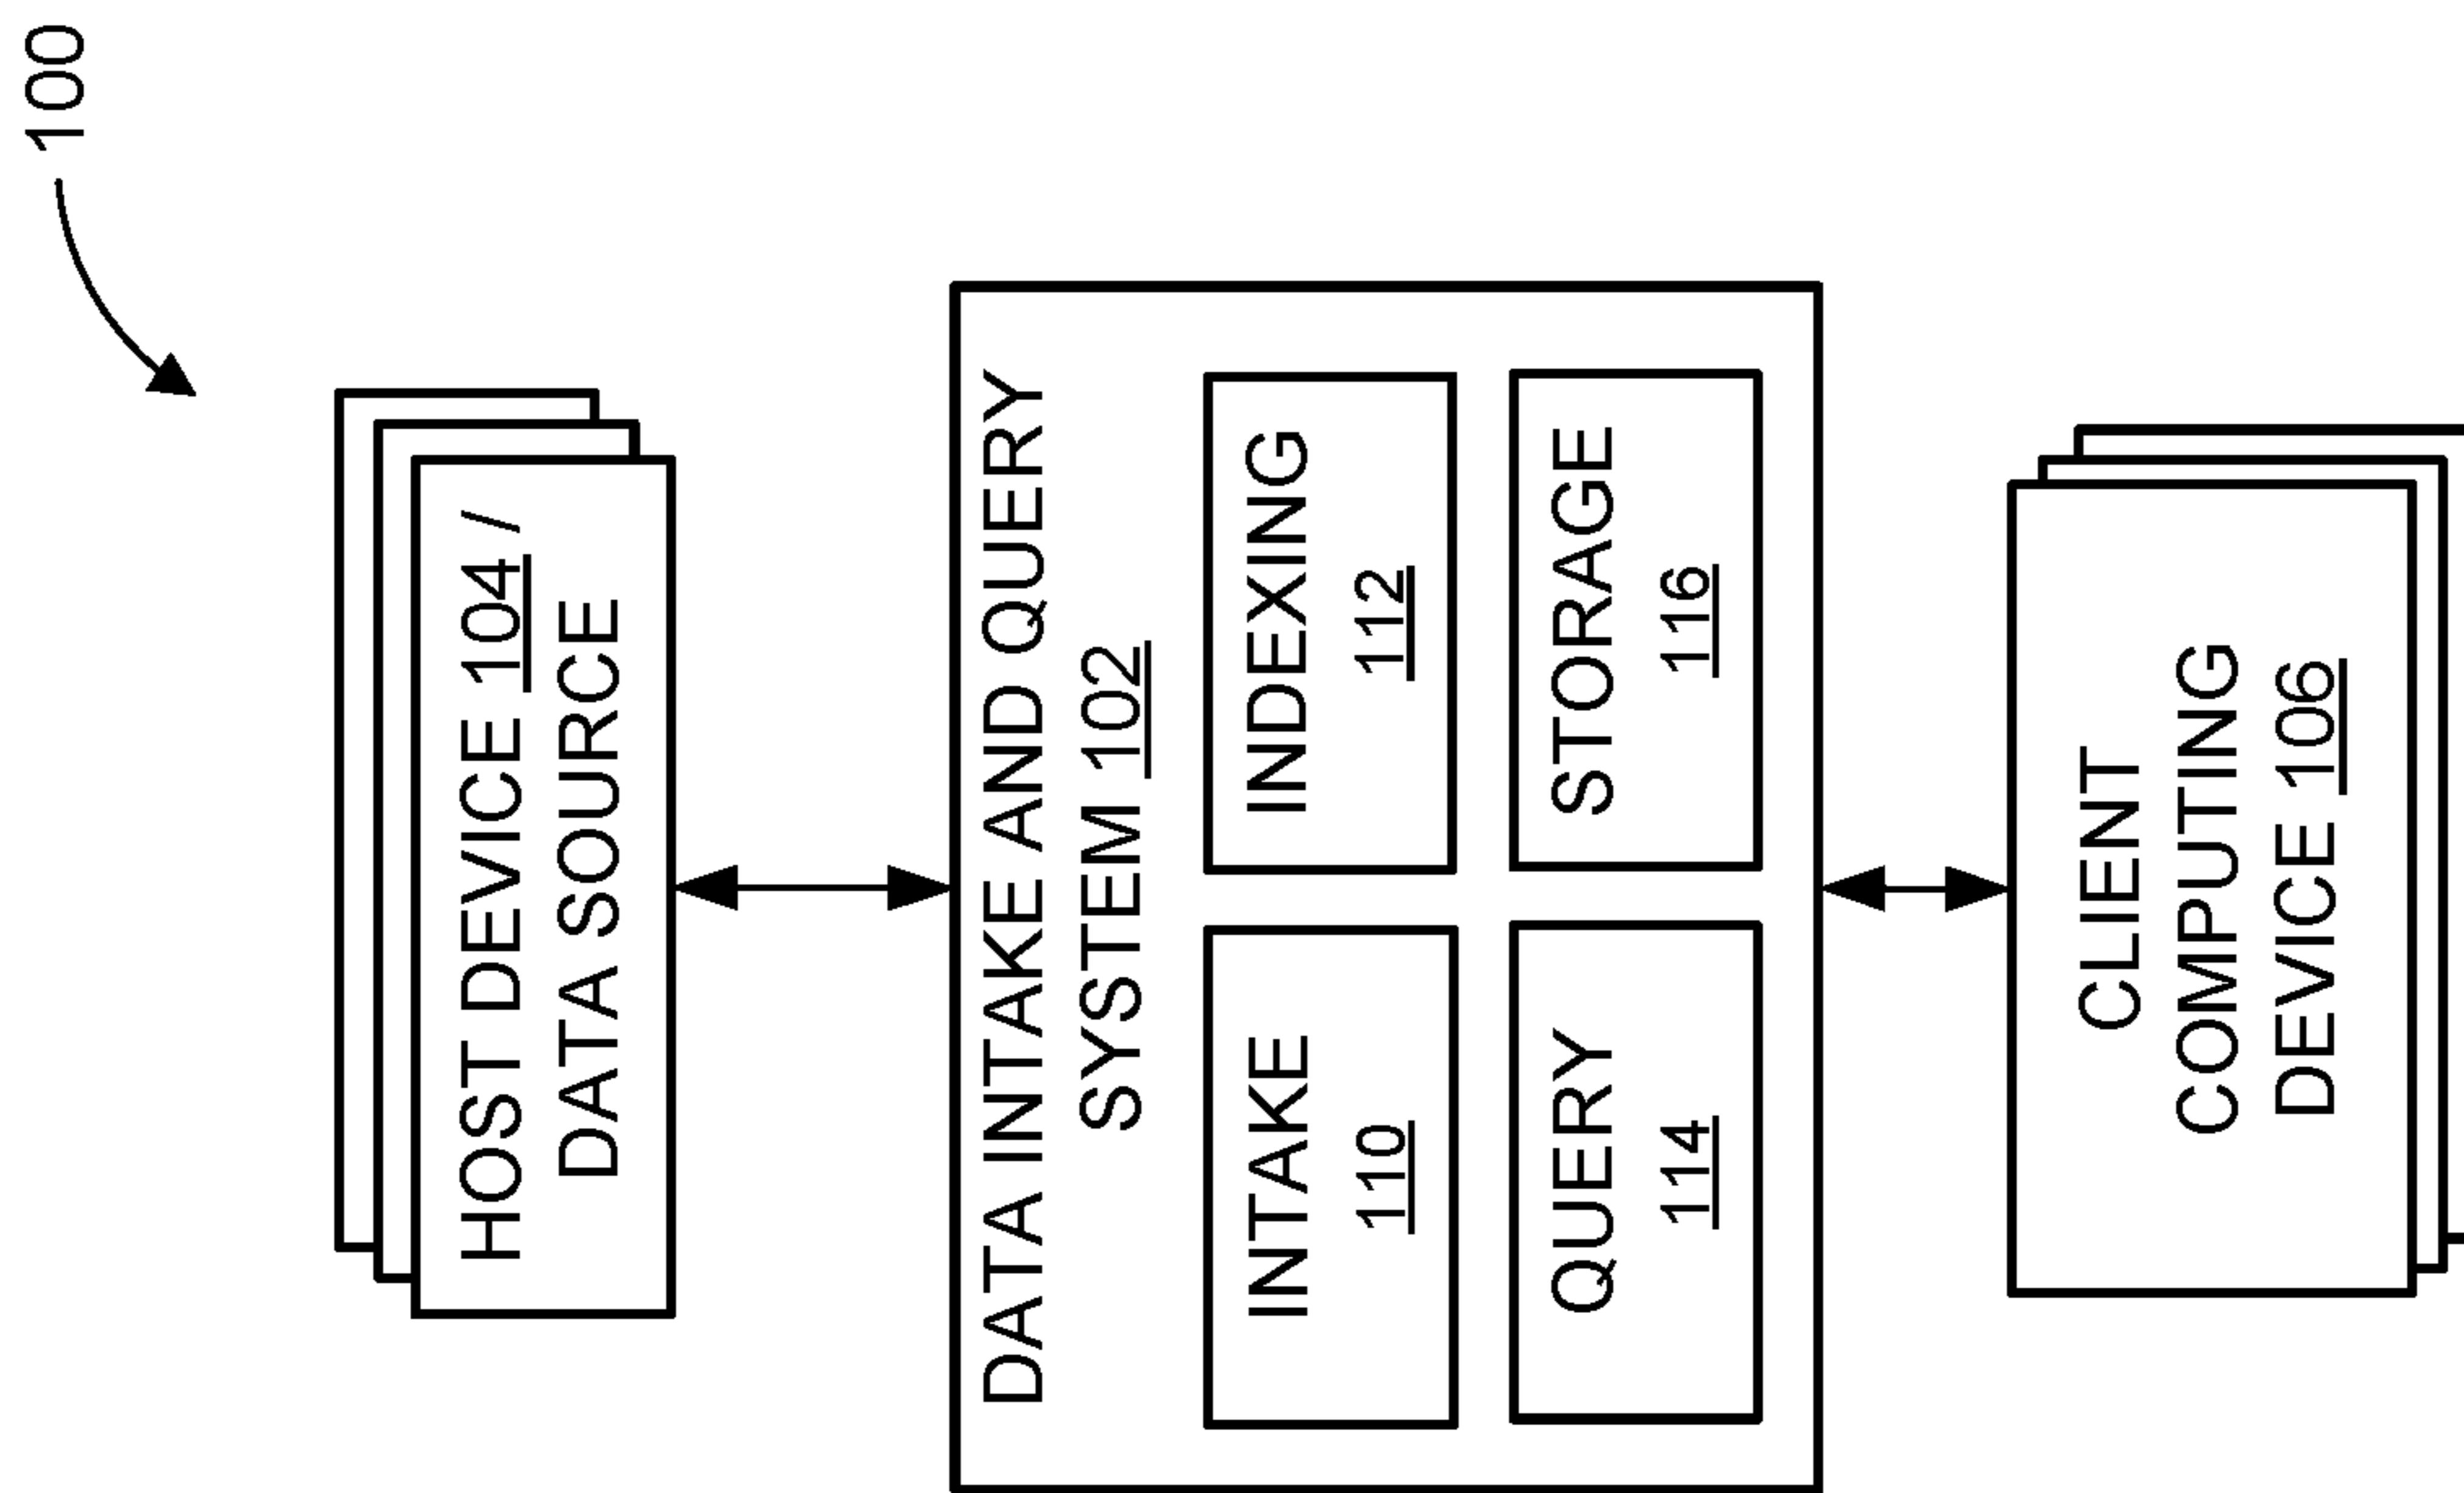 100
HOST DEVICE 104 /
DATA SOURCE
DATA INTAKE AND QUERY
SYSTEM 102
INTAKE
110
INDEXING
112
QUERY
114
STORAGE
116
CLIENT
COMPUTING
DEVICE 106